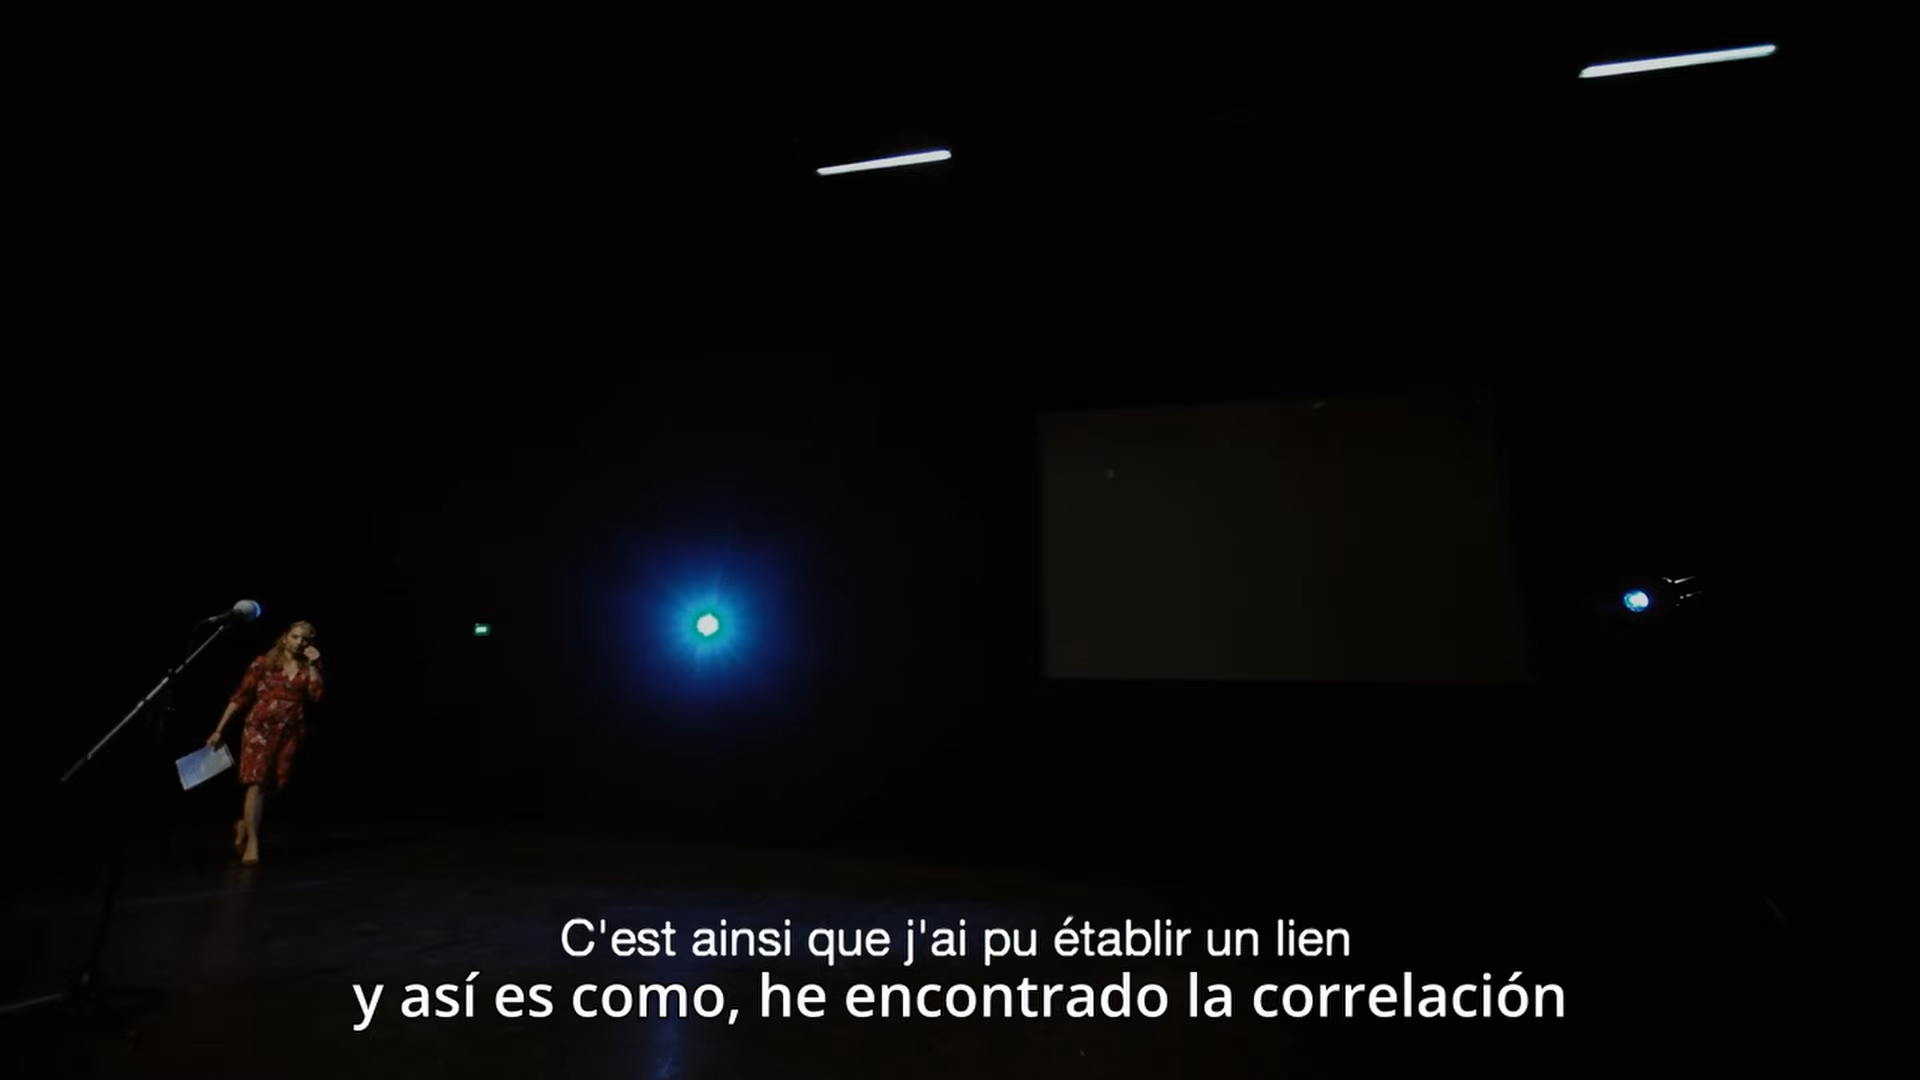 C'est ainsi que j'ai pu établir un lien
y así es como, he encontrado la correlación